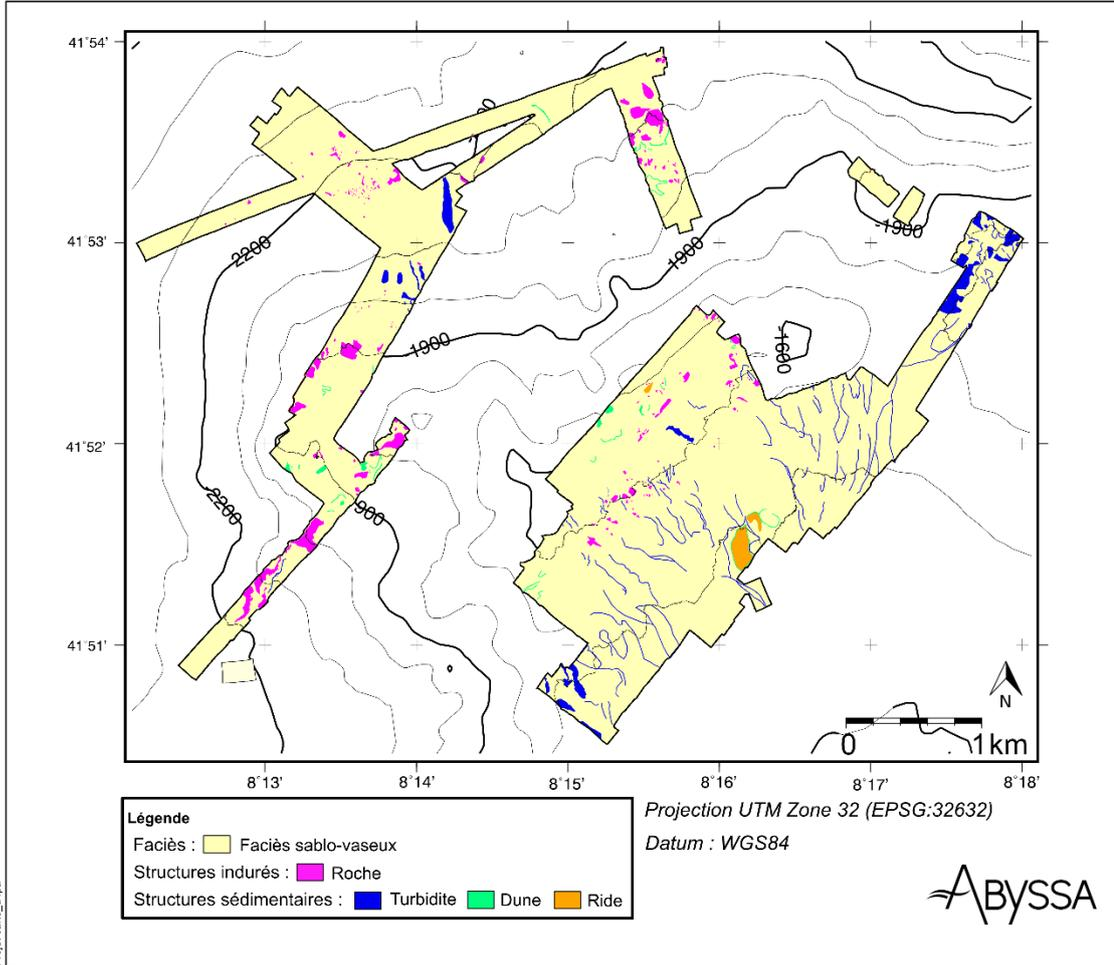 41°54'
41°53'
2200
-1900
-1900
1900
-1600
41°52'
-2200
900
41°51'
N
0 1km
8°13' 8°14' 8°15' 8°16' 8°17' 8°18'
Légende
Faciès : Faciès sablo-vaseux
Structures indurés : Roche
Structures sédimentaires : Turbidite Dune Ride
Projection UTM Zone 32 (EPSG:32632)
Datum : WGS84
ABYSSA